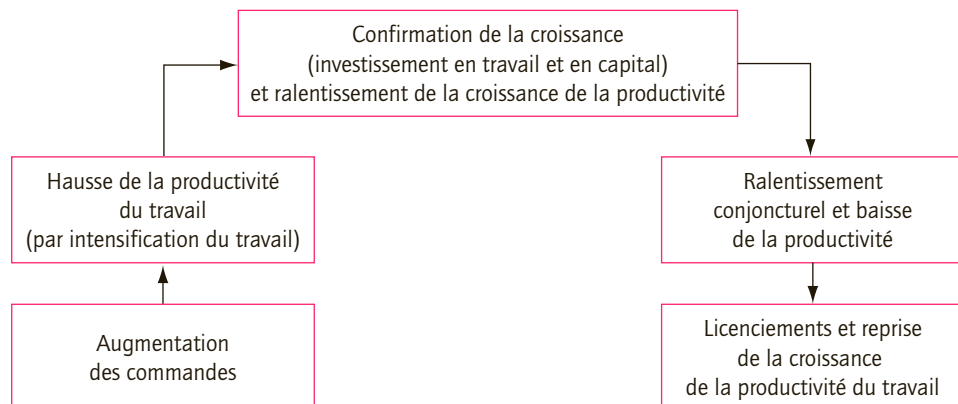 Confirmation de la croissance
(investissement en travail et en capital)
et ralentissement de la croissance de la productivité
Hausse de la productivité
du travail
(par intensification du travail)
Ralentissement
conjoncturel et baisse
de la productivité
Augmentation
des commandes
Licenciements et reprise
de la croissance
de la productivité du travail